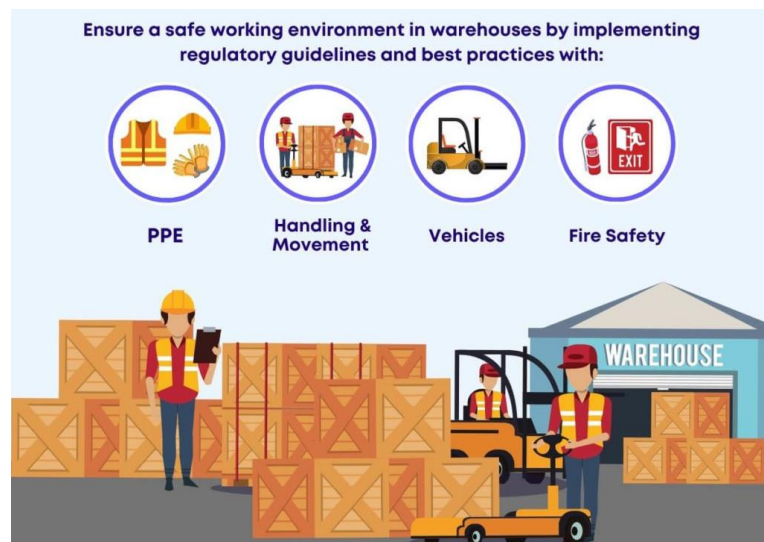 Ensure a safe working environment in warehouses by implementing
regulatory guidelines and best practices with:
EXIT
PPE
Handling &
Movement
Vehicles
Fire Safety
WAREHOUSE